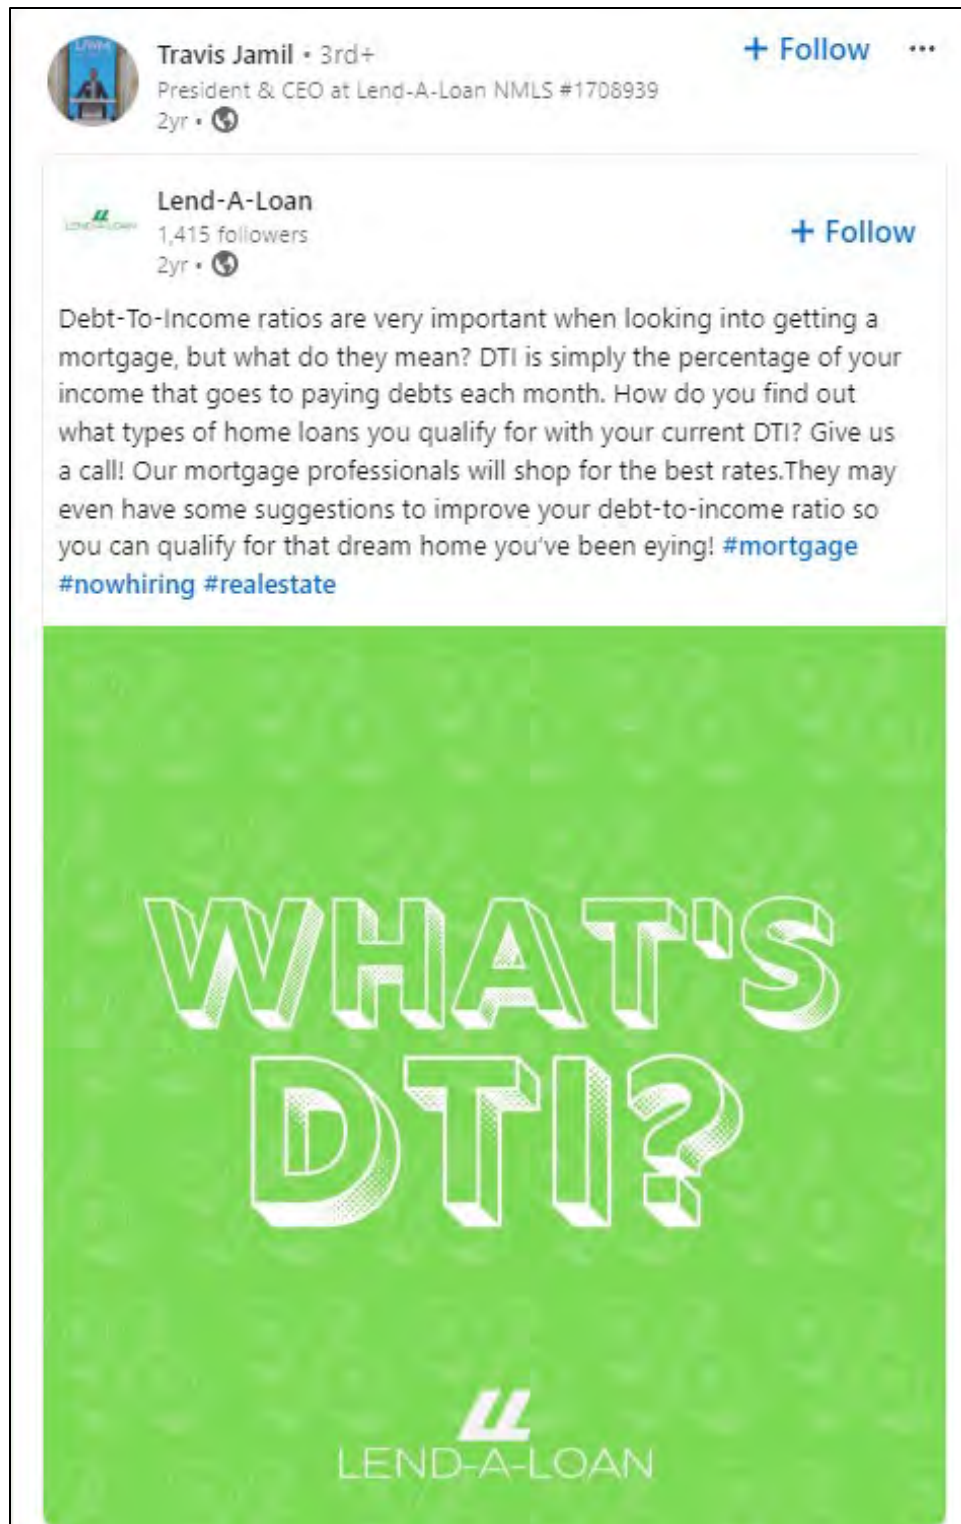 UWM
Travis Jamil • 3rd+
+ Follow ...
President & CEO at Lend-A-Loan NMLS #1708939
2yr •
LL
LEND-A-LOAN
Lend-A-Loan
1,415 followers
+ Follow
2yr •
Debt-To-Income ratios are very important when looking into getting a
mortgage, but what do they mean? DTI is simply the percentage of your
income that goes to paying debts each month. How do you find out
what types of home loans you qualify for with your current DTI? Give us
a call! Our mortgage professionals will shop for the best rates.They may
even have some suggestions to improve your debt-to-income ratio so
you can qualify for that dream home you've been eying! #mortgage
#nowhiring #realestate
WHAT'S
DTI?
LL
LEND-A-LOAN